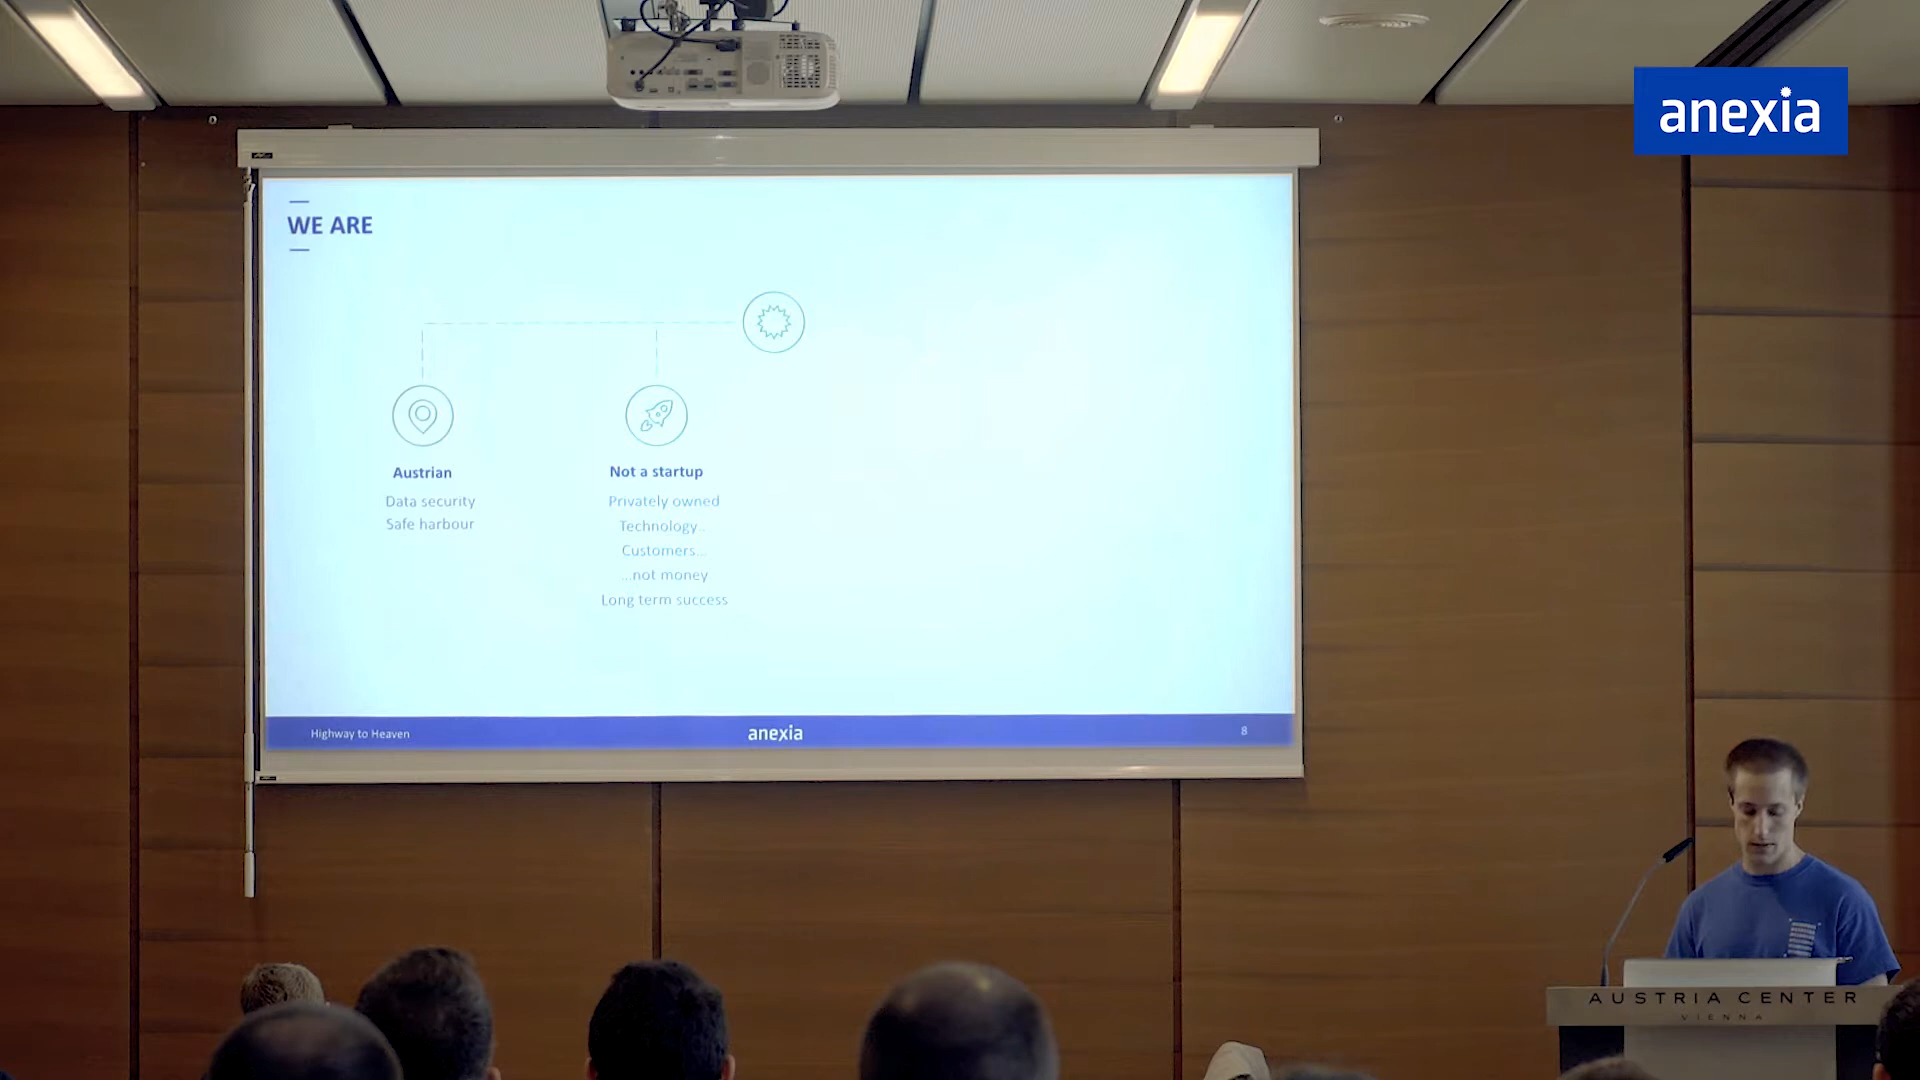 anexia
WE ARE
Austrian
Data security
Safe harbour
Not a startup
Privately owned
Technology...
Customers...
...not money
Long term success
Highway to Heaven
anexia
8
AUSTRIA CENTER
VIENNA